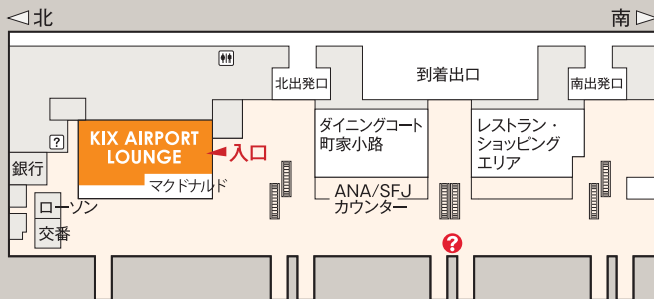 北
南
北出発口
到着出口
南出発口
KIX AIRPORT
LOUNGE
入口
ダイニングコート
町家小路
レストラン・
ショッピング
エリア
?
銀行
マクドナルド
ANA/SFJ
カウンター
ローソン
交番
?